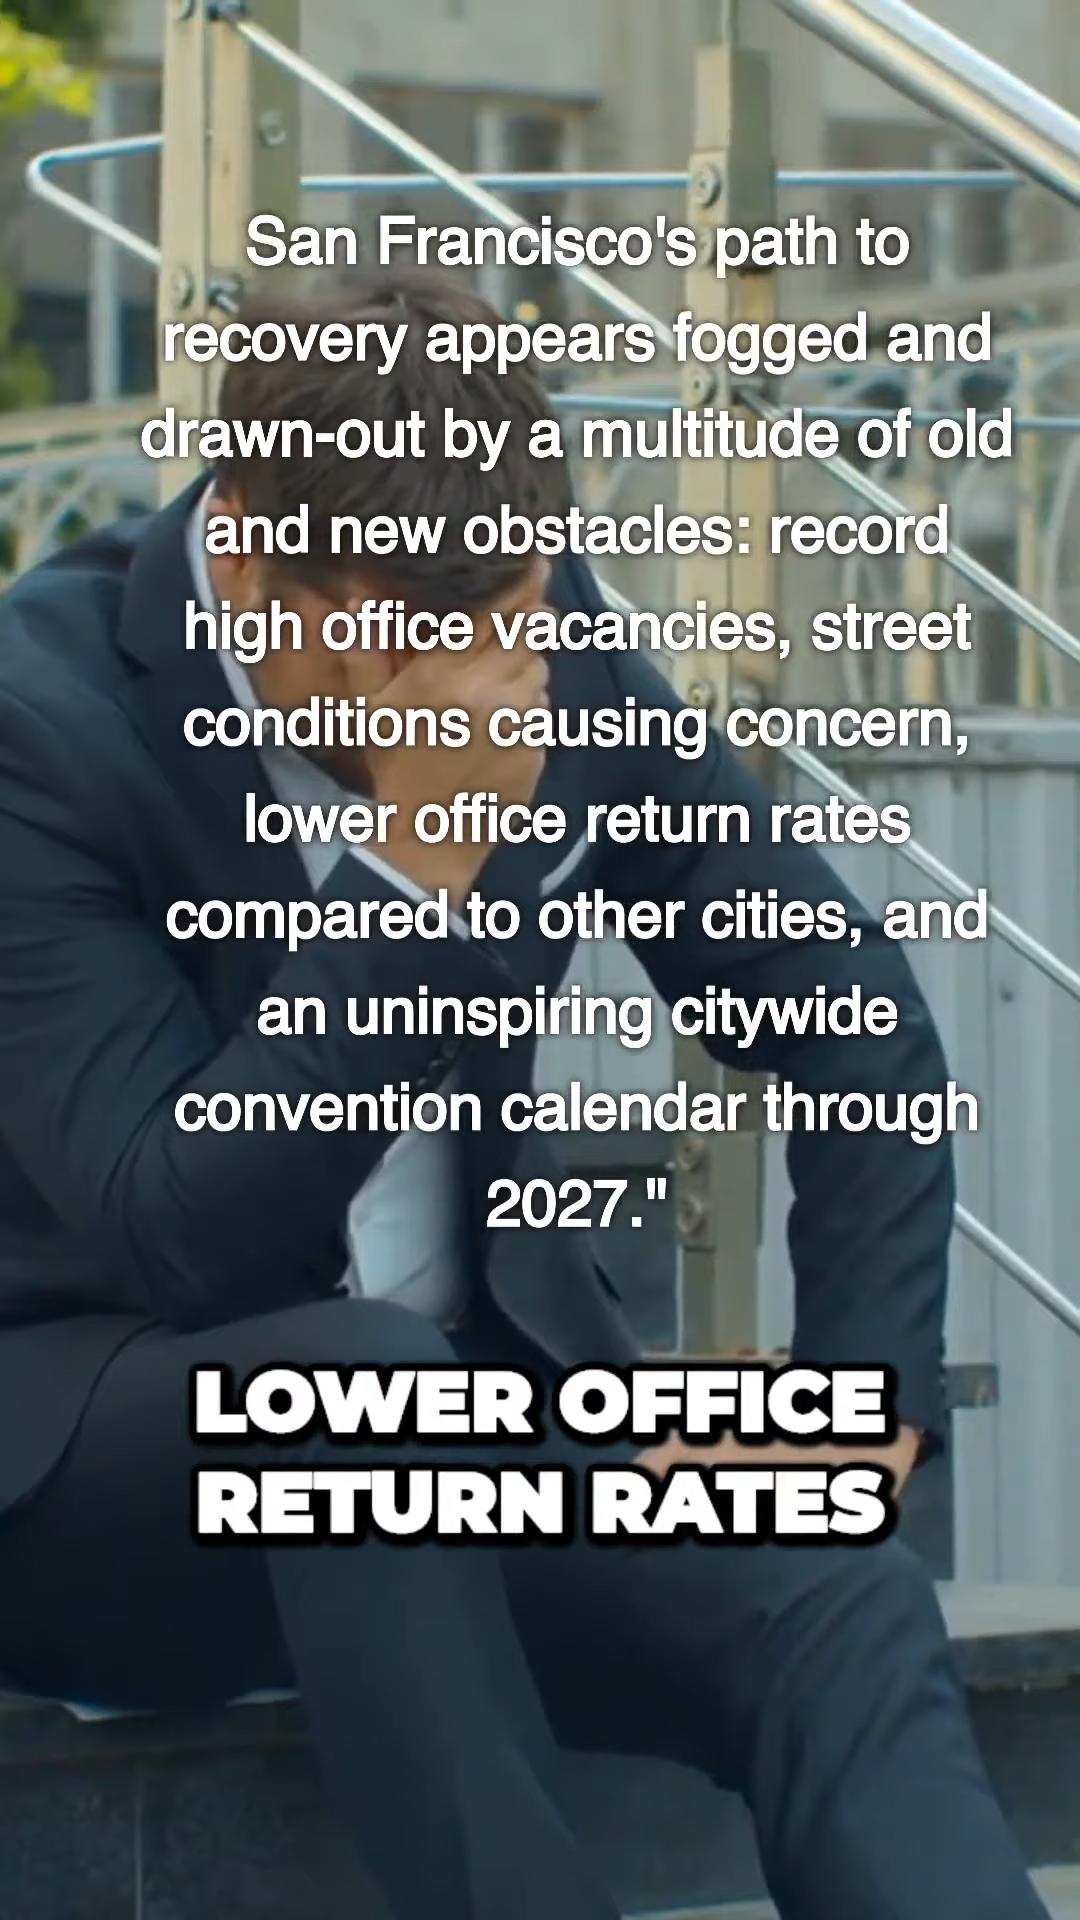 San Francisco's path to
recovery appears fogged and
drawn-out by a multitude of old
and new obstacles: record
high office vacancies, street
conditions causing concern,
lower office return rates
compared to other cities, and
an uninspiring citywide
convention calendar through
2027."
LOWER OFFICE
RETURN RATES